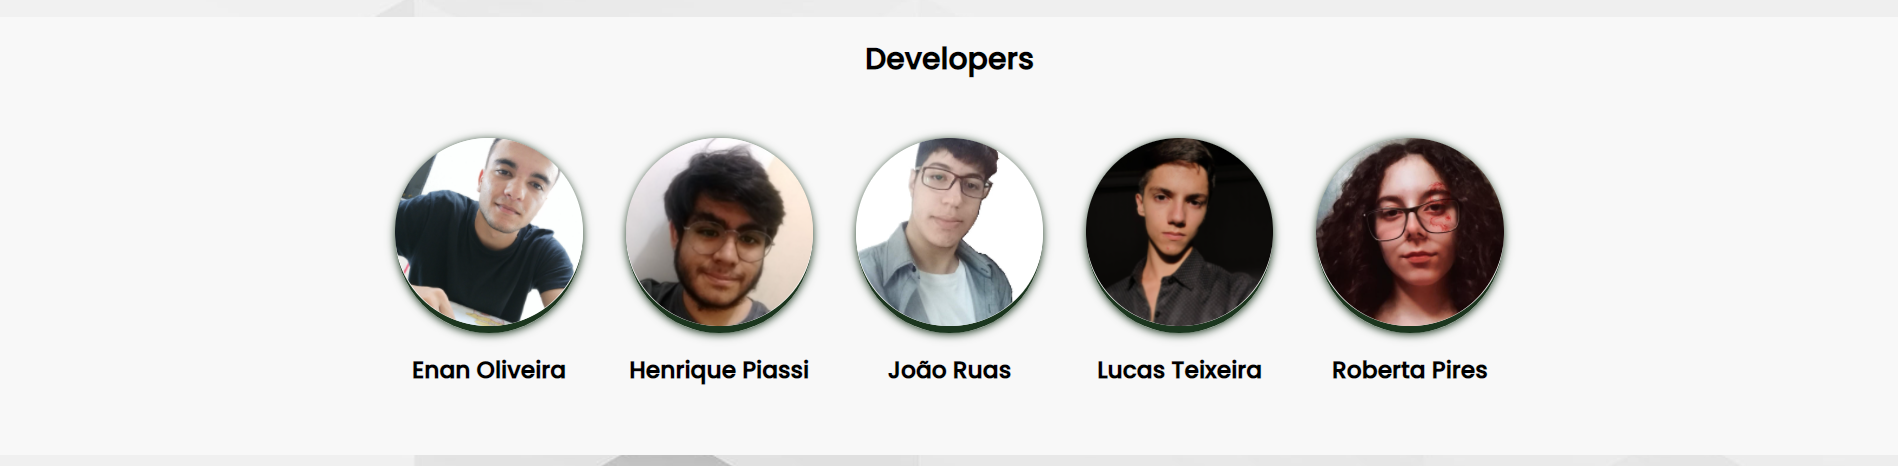 Developers
Enan Oliveira
Henrique Piassi
João Ruas
Lucas Teixeira
Roberta Pires